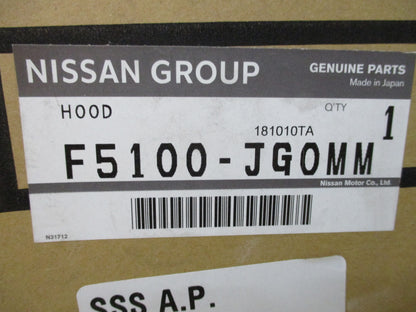 NISSAN GROUP
GENUINE PARTS
Made in Japan
HOOD
Q'TY
181010TA
1
F5100-JG0MM
Nissan Motor Co., Ltd.
N31712
SSS A.P.